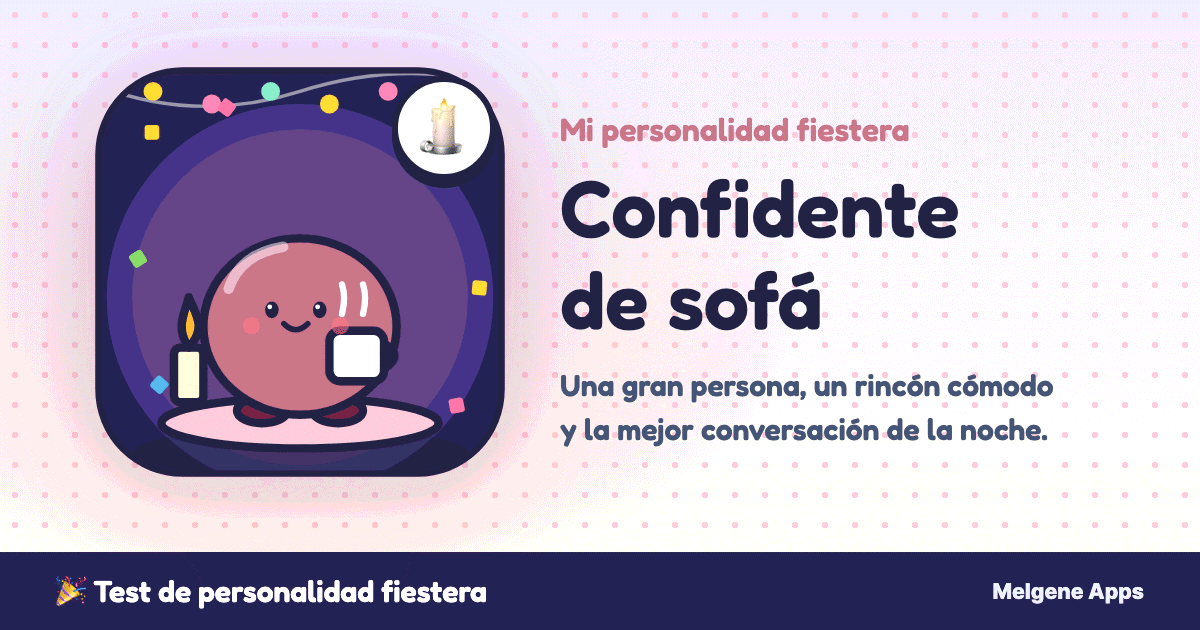 Mi personalidad fiestera
Confidente
de sofá
Una gran persona, un rincón cómodo
y la mejor conversación de la noche.
Test de personalidad fiestera
Melgene Apps